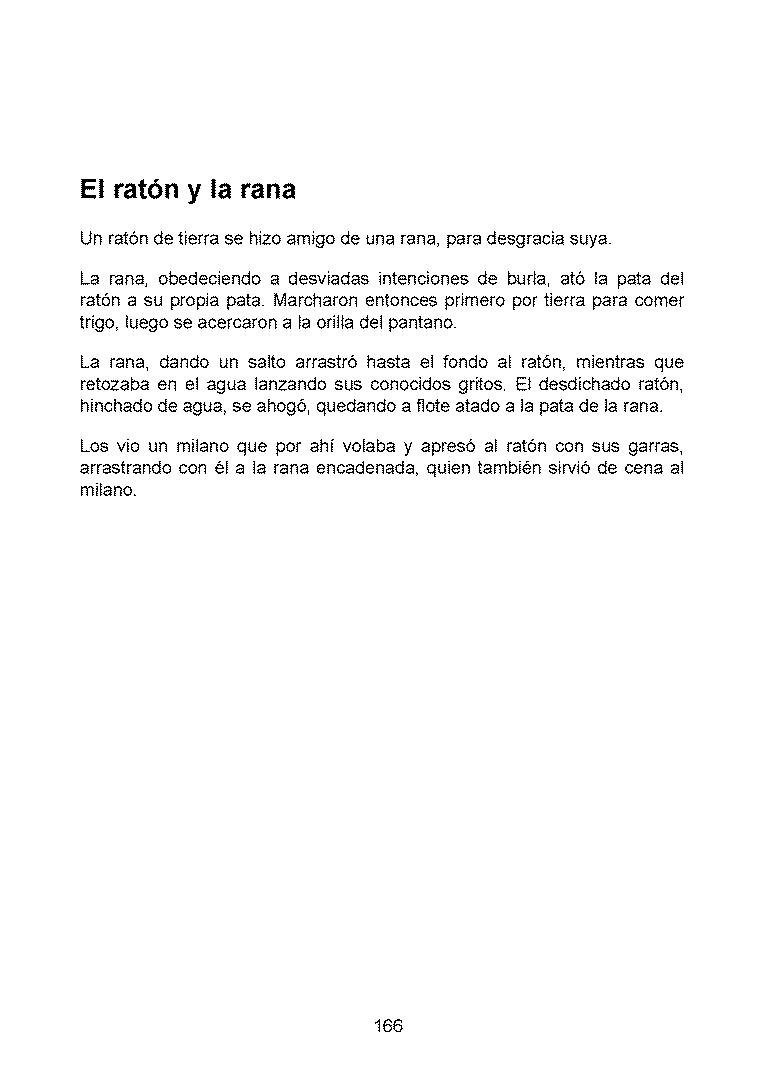 El ratón y la rana
Un ratón de tierra se hizo amigo de una rana, para desgracia suya.
La rana, obedeciendo a desviadas intenciones de burla, ató la pata del
ratón a su propia pata. Marcharon entonces primero por tierra para comer
trigo, luego se acercaron a la orilla del pantano.
La rana, dando un salto arrastró hasta el fondo al ratón, mientras que
retozaba en el agua lanzando sus conocidos gritos. El desdichado ratón,
hinchado de agua, se ahogó, quedando a flote atado a la pata de la rana.
Los vio un milano que por ahí volaba y apresó al ratón con sus garras,
arrastrando con él a la rana encadenada, quien también sirvió de cena al
milano.
166